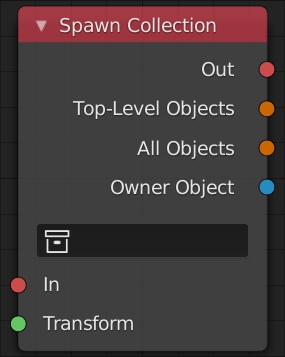 Spawn Collection
Out
Top-Level Objects
All Objects
Owner Object
In
Transform